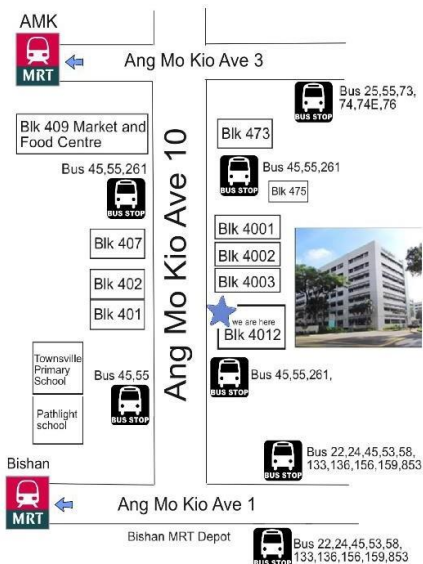 AMK
MRT
Ang Mo Kio Ave 3
BUS STOP
Bus 25,55,73,
74,74E,76
Blk 409 Market and
Food Centre
Blk 473
Bus 45,55,261
BUS STOP
Bus 45,55,261
BUS STOP
Blk 475
Ang Mo Kio Ave 10
Blk 407
Blk 4001
Blk 4002
Blk 402
Blk 4003
Blk 401
we are here
Blk 4012
Townsville
Primary
School
Bus 45,55
BUS STOP
Bus 45,55,261,
BUS STOP
Pathlight
school
Bus 22,24,45,53,58,
133,136,156,159,853
BUS STOP
Bishan
MRT
Ang Mo Kio Ave 1
Bishan MRT Depot
Bus 22,24,45,53,58,
133,136,156,159,853
BUS STOP